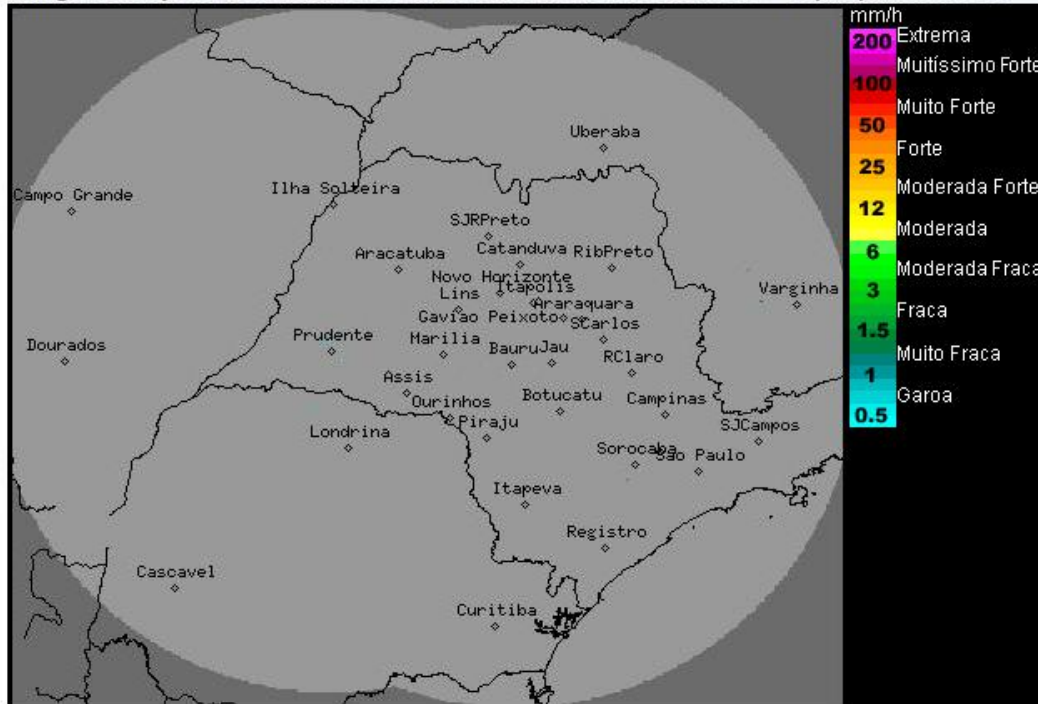 mm/h
200 Extrema
Muitíssimo Forte
100
Muito Forte
50
Forte
25
Moderada Forte
12
Moderada
6
Moderada Fraca
3
Fraca
1.5
Muito Fraca
1
Garoa
0.5
Uberaba
Campo Grande
Ilha Solteira
SJRPreto
Aracatuba
Catanduva
RibPreto
Novo Horizonte
Itapolis
Lins
Araraquara
Varginha
Gaviao Peixoto
SCarlos
Prudente
Marilia
Dourados
Bauru
Jau
RClaro
Assis
Ourinhos
Botucatu
Campinas
Piraju
SJCampos
Londrina
Sorocaba
Sao Paulo
Itapeva
Registro
Cascavel
Curitiba